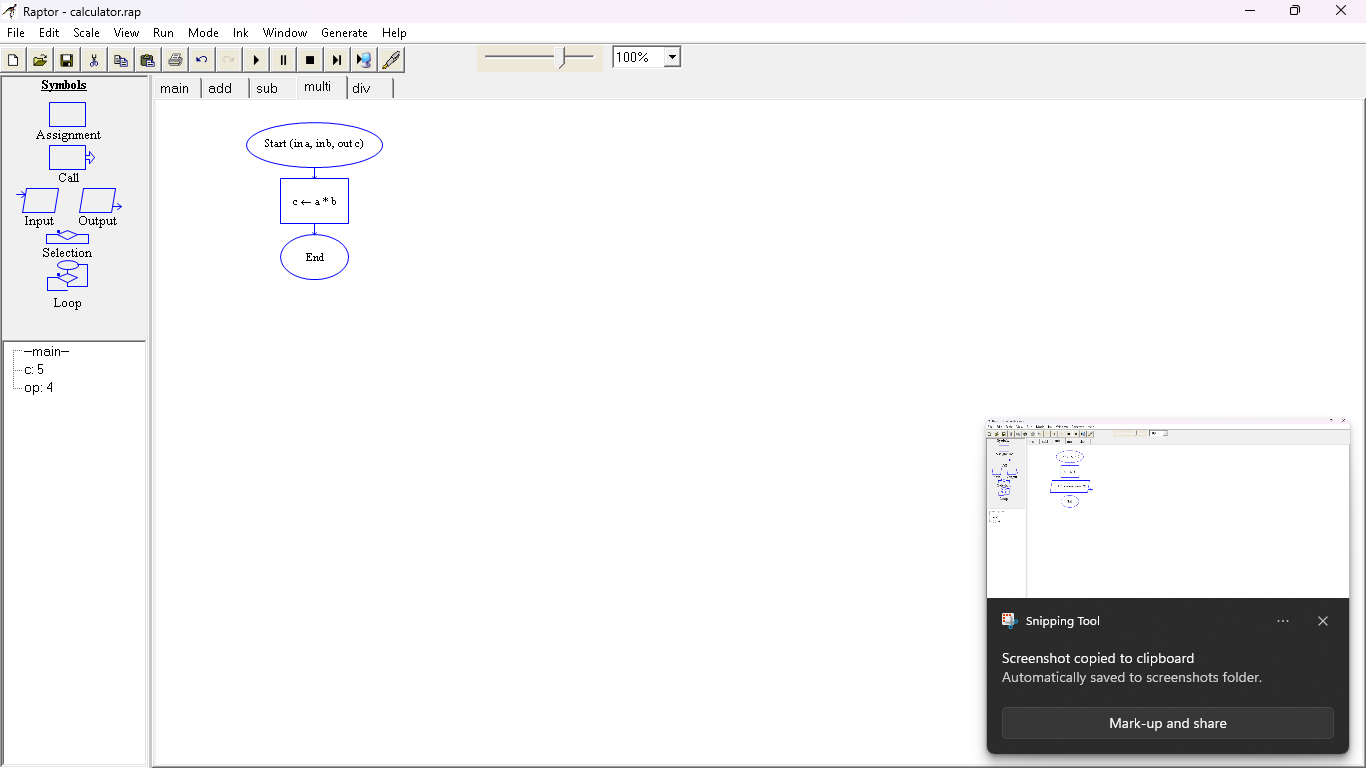 Raptor - calculator.rap
File Edit Scale View Run Mode Ink Window Generate Help
100%
Symbols
main add sub multi div
Assignment
Call
Input Output
Selection
Loop
Start (in a, in b, out c)
c ← a * b
End
—main—
c: 5
op: 4
Snipping Tool
Screenshot copied to clipboard
Automatically saved to screenshots folder.
Mark-up and share